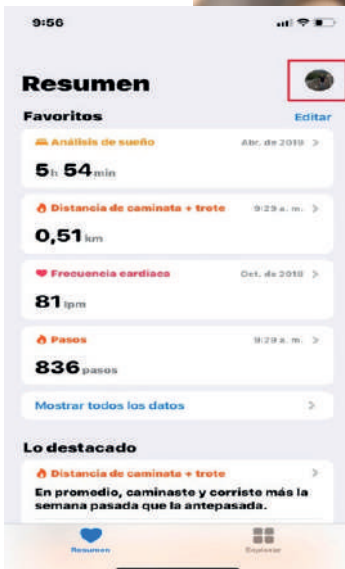 9:56
Resumen
Favoritos
Editar
Análisis de sueño
Abr. de 2019
5 h 54 min
Distancia de caminata + trote
9:29 a. m.
0,51 km
Frecuencia cardiaca
Oct. de 2018
81 lpm
Pasos
9:29 a. m.
836 pasos
Mostrar todos los datos
Lo destacado
Distancia de caminata + trote
En promedio, caminaste y corriste más la
semana pasada que la antepasada.
Resumen
Explorar